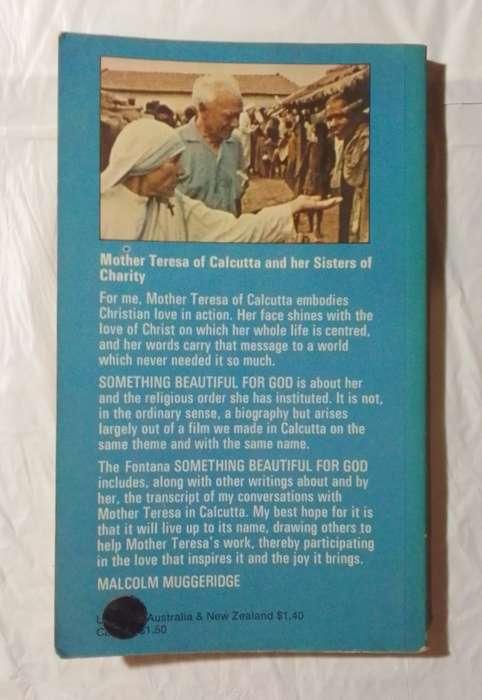 Mother Teresa of Calcutta and her Sisters of
Charity
For me, Mother Teresa of Calcutta embodies
Christian love in action. Her face shines with the
love of Christ on which her whole life is centred,
and her words carry that message to a world
which never needed it so much.
SOMETHING BEAUTIFUL FOR GOD is about her
and the religious order she has instituted. It is not,
in the ordinary sense, a biography but arises
largely out of a film we made in Calcutta on the
same theme and with the same name.
The Fontana SOMETHING BEAUTIFUL FOR GOD
includes, along with other writings about and by
her, the transcript of my conversations with
Mother Teresa in Calcutta. My best hope for it is
that it will live up to its name, drawing others to
help Mother Teresa's work, thereby participating
in the love that inspires it and the joy it brings.
MALCOLM MUGGERIDGE
Australia & New Zealand $1.40
$1.50